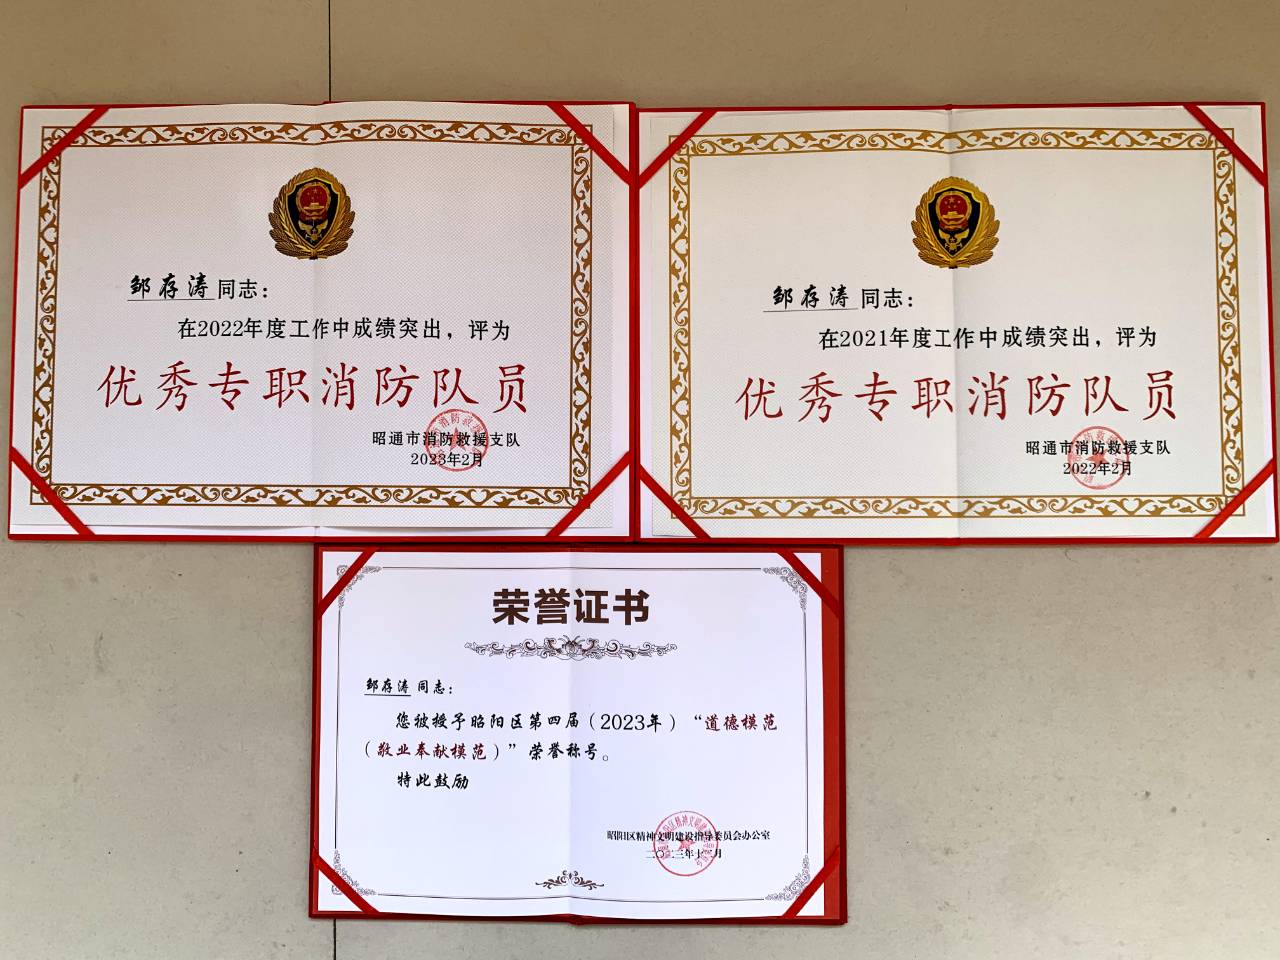 邹存涛同志：
在2022年度工作中成绩突出，评为
优秀专职消防队员
昭通市消防救援支队
2023年2月
邹存涛同志：
在2021年度工作中成绩突出，评为
优秀专职消防队员
昭通市消防救援支队
2022年2月
荣誉证书
邹存涛 同志：
您被授予昭阳区第四届（2023年）“道德模范
（敬业奉献模范）”荣誉称号。
特此鼓励
昭阳区精神文明建设指导委员会办公室